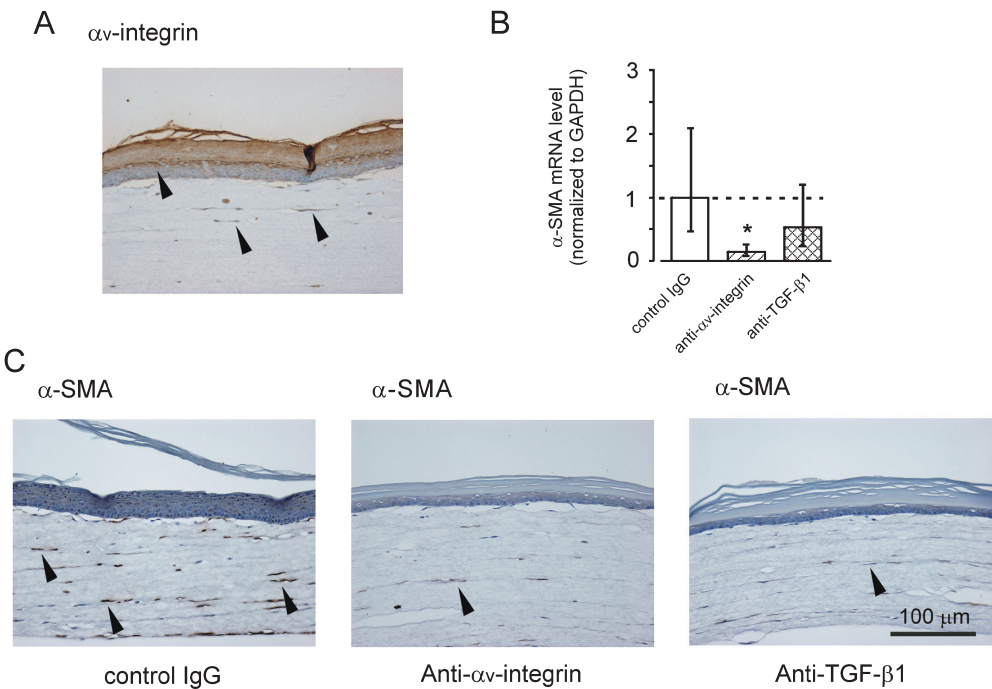 A
αv-integrin
B
α-SMA mRNA level
(normalized to GAPDH)
3
2
1
0
*
control IgG
anti-αv-integrin
anti-TGF-β1
C
α-SMA
α-SMA
α-SMA
100 μm
control IgG
Anti-αv-integrin
Anti-TGF-β1